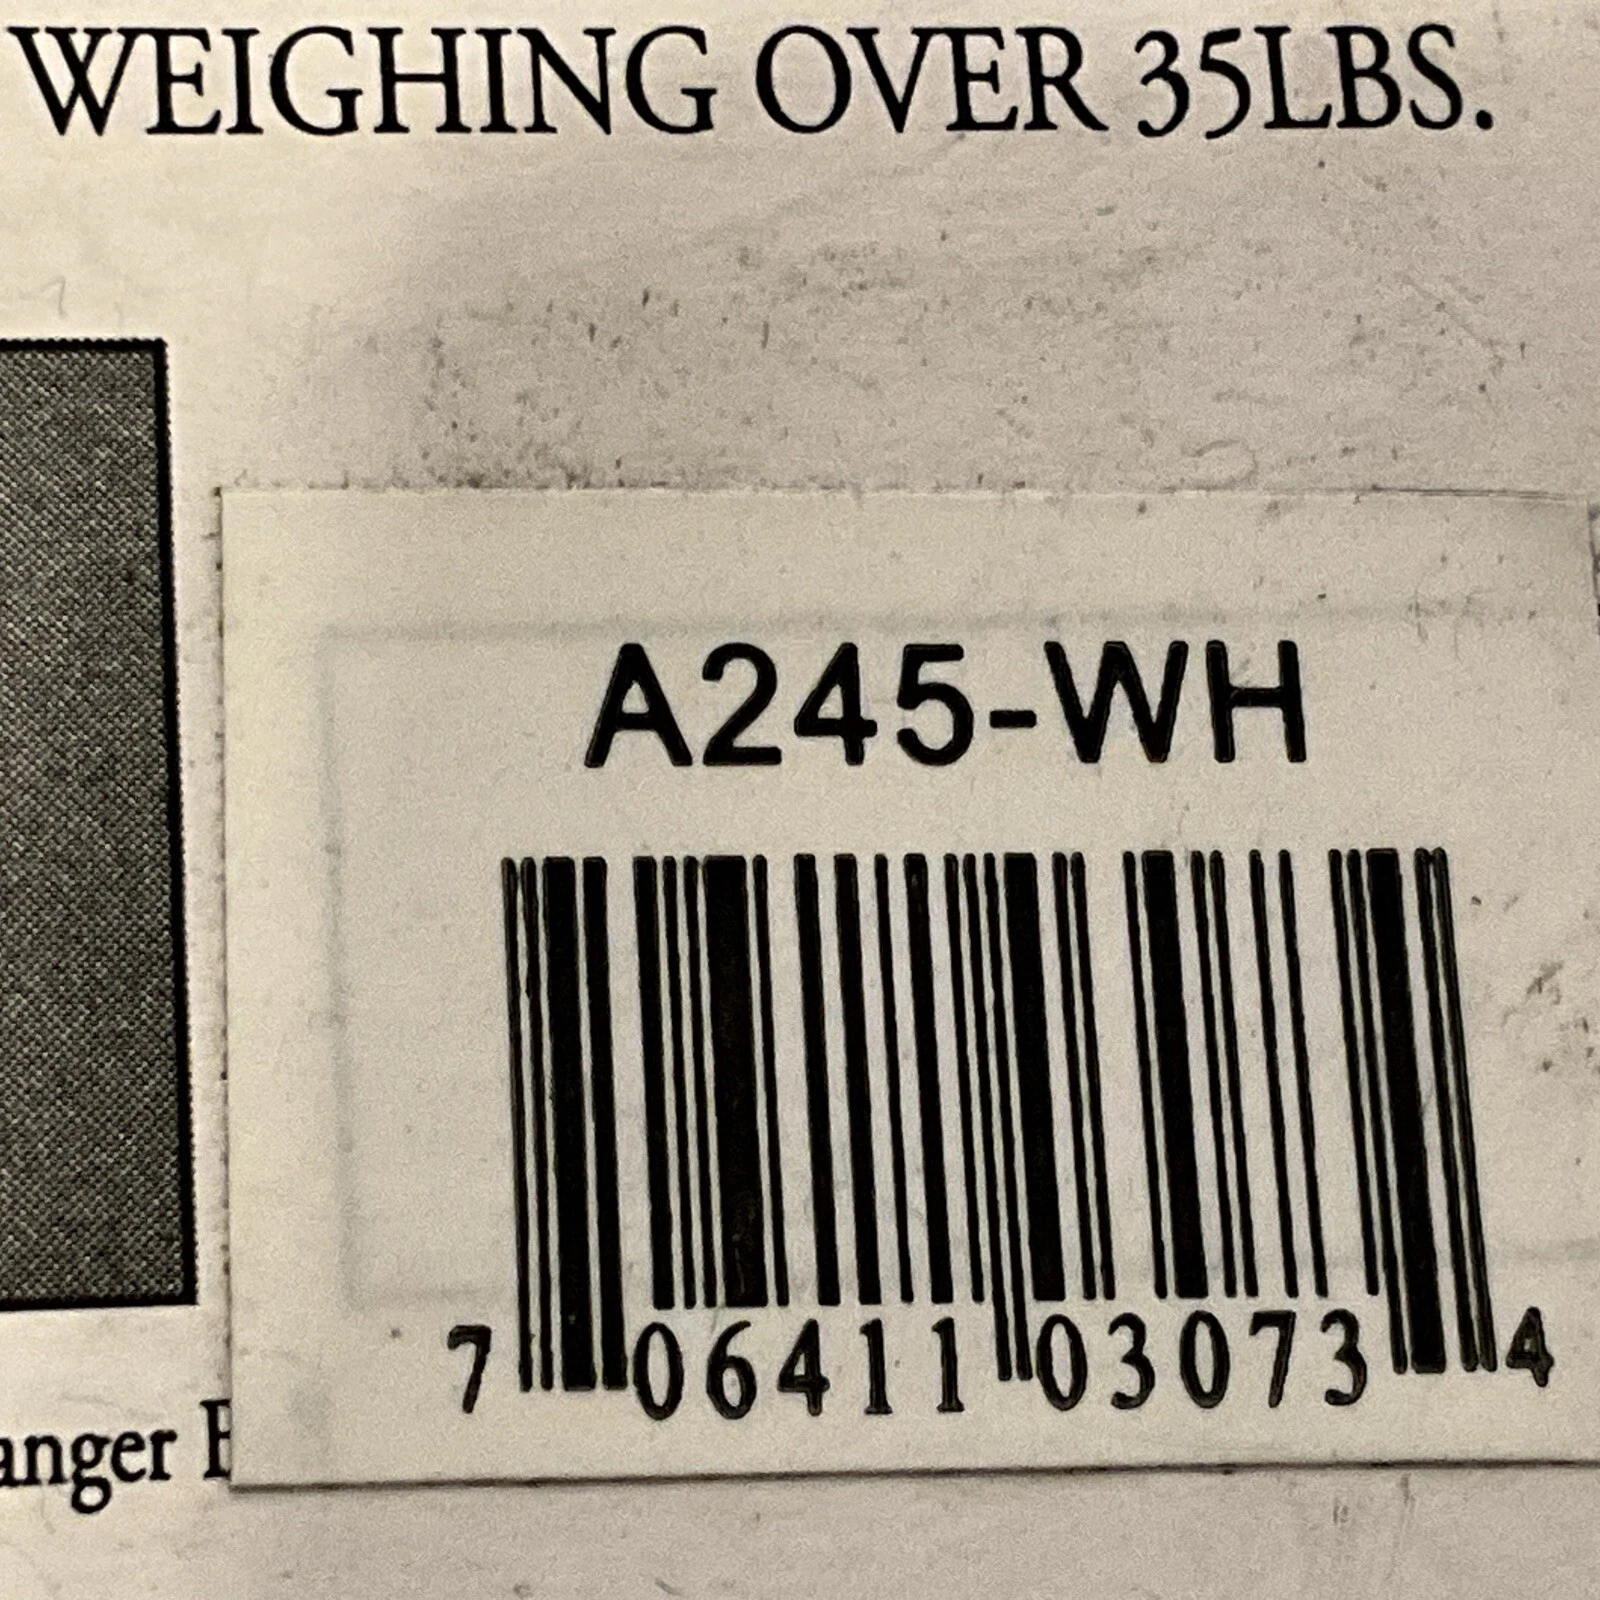 WEIGHING OVER 35LBS.
A245-WH
7 06411 03073 4
anger